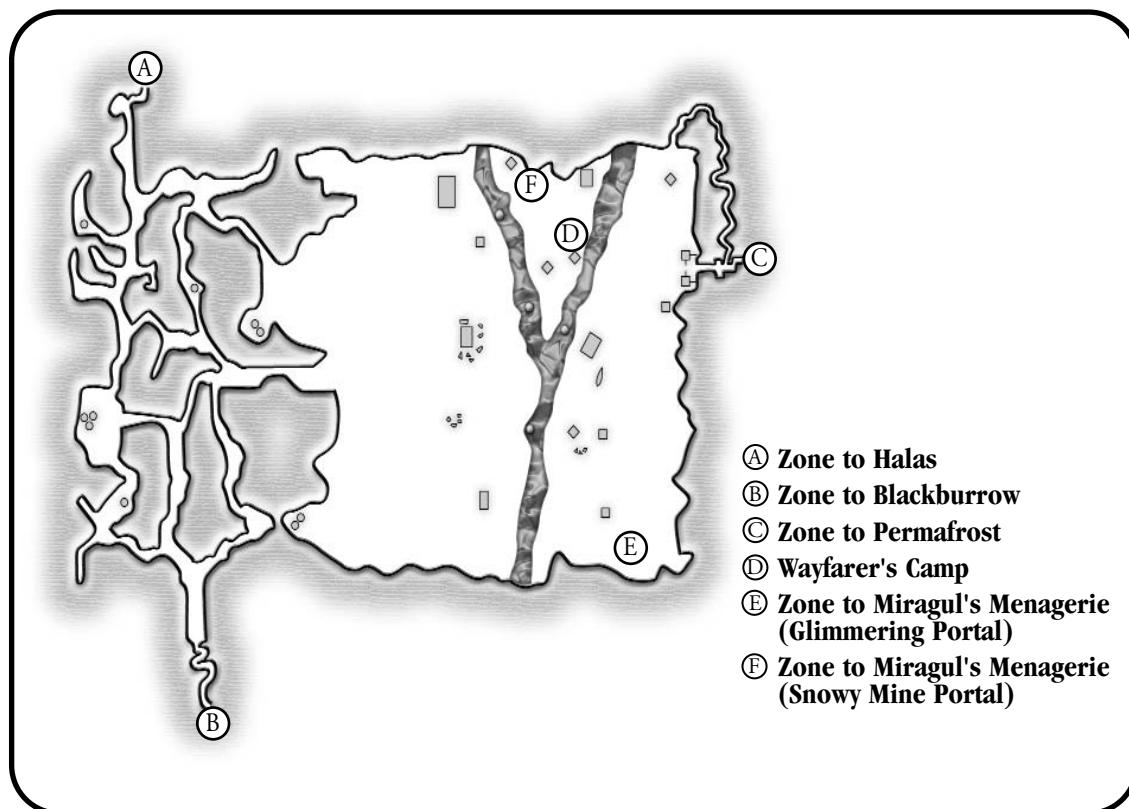 A
F
D
C
E
B
Ⓐ Zone to Halas
Ⓑ Zone to Blackburrow
Ⓒ Zone to Permafrost
Ⓓ Wayfarer's Camp
Ⓔ Zone to Miragul's Menagerie
(Glimmering Portal)
Ⓕ Zone to Miragul's Menagerie
(Snowy Mine Portal)